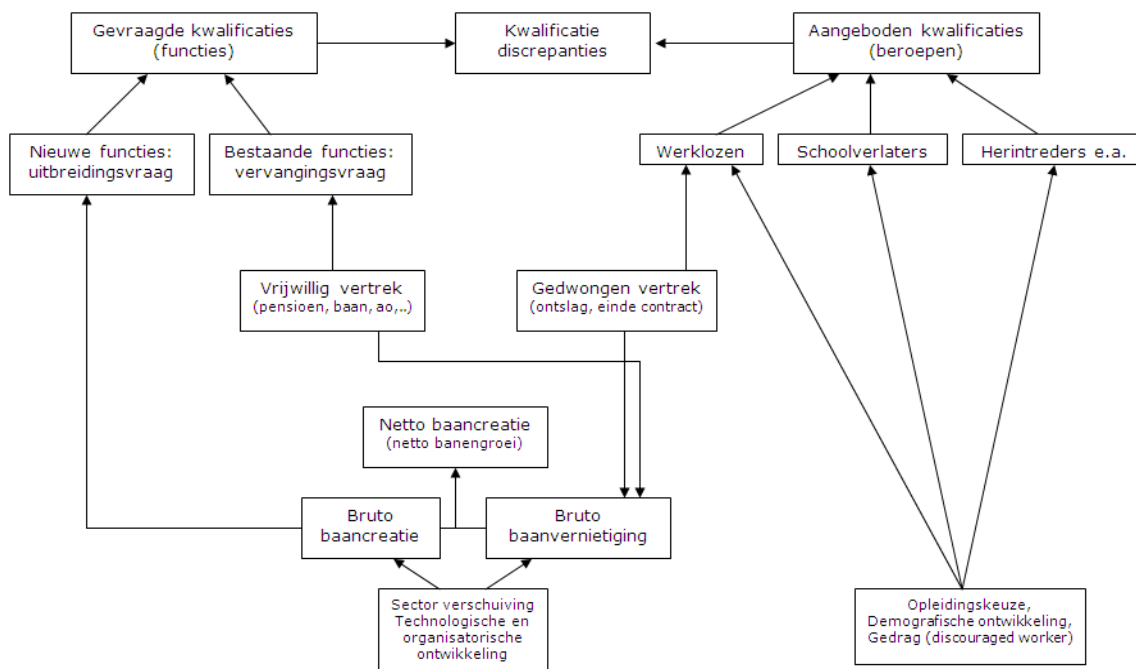 Gevraagde kwalificaties
(functies)
Kwalificatie
discrepanties
Aangeboden kwalificaties
(beroepen)
Nieuwe functies:
uitbreidingsvraag
Bestaande functies:
vervangingsvraag
Werklozen
Schoolverlaters
Herintreders e.a.
Vrijwillig vertrek
(pensioen, baan, ao,..)
Gedwongen vertrek
(ontslag, einde contract)
Netto baancreatie
(netto banengroei)
Bruto
baancreatie
Bruto
baanvernietiging
Sector verschuiving
Technologische en
organisatorische
ontwikkeling
Opleidingskeuze,
Demografische ontwikkeling,
Gedrag (discouraged worker)